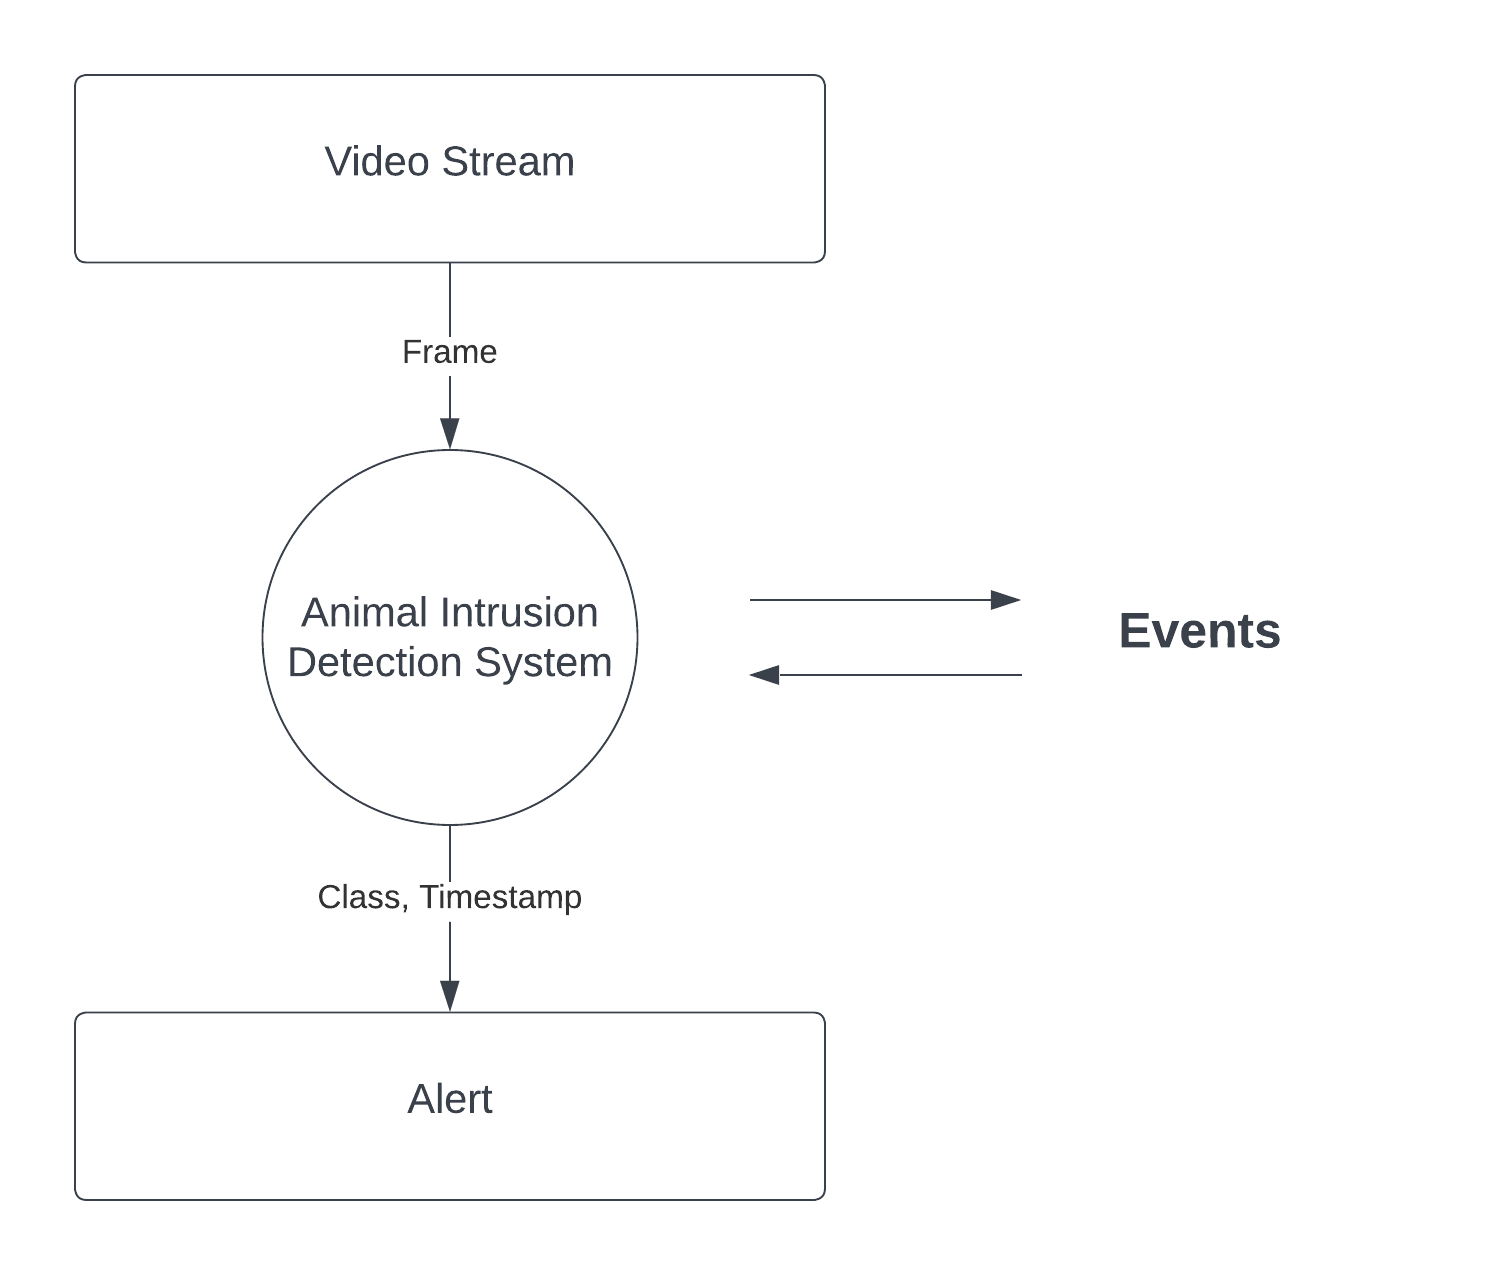 Video Stream
Frame
Animal Intrusion
Detection System
Events
Class, Timestamp
Alert